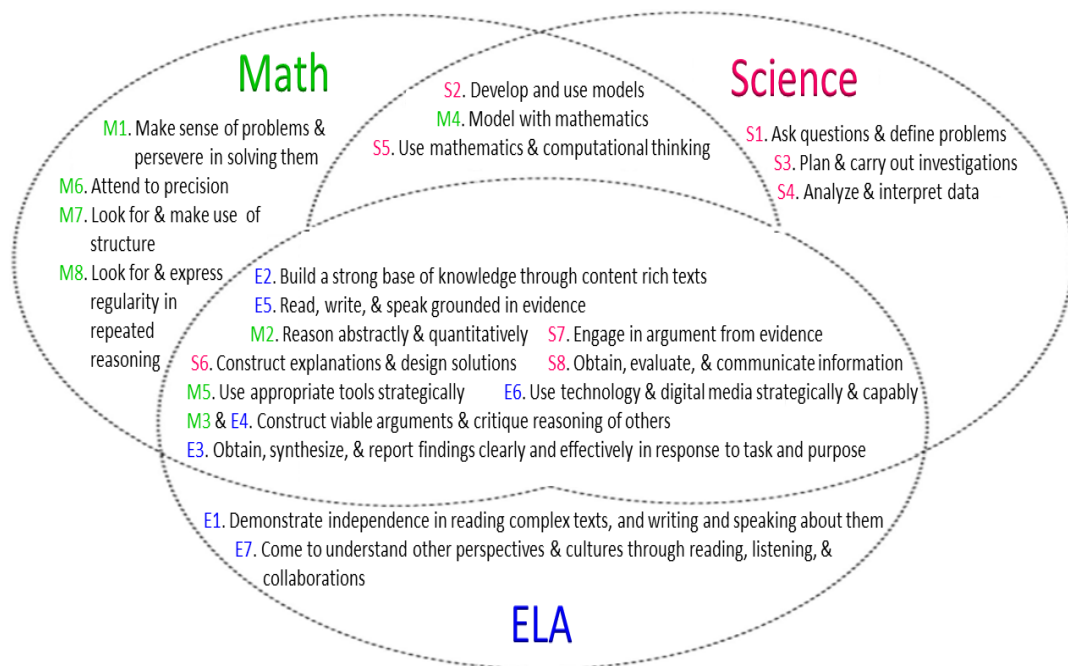 Math
Science
S2. Develop and use models
M4. Model with mathematics
S5. Use mathematics & computational thinking
M1. Make sense of problems &
persevere in solving them
M6. Attend to precision
M7. Look for & make use of
structure
M8. Look for & express
regularity in
repeated
reasoning
S1. Ask questions & define problems
S3. Plan & carry out investigations
S4. Analyze & interpret data
E2. Build a strong base of knowledge through content rich texts
E5. Read, write, & speak grounded in evidence
M2. Reason abstractly & quantitatively S7. Engage in argument from evidence
S6. Construct explanations & design solutions S8. Obtain, evaluate, & communicate information
M5. Use appropriate tools strategically E6. Use technology & digital media strategically & capably
M3 & E4. Construct viable arguments & critique reasoning of others
E3. Obtain, synthesize, & report findings clearly and effectively in response to task and purpose
E1. Demonstrate independence in reading complex texts, and writing and speaking about them
E7. Come to understand other perspectives & cultures through reading, listening, &
collaborations
ELA